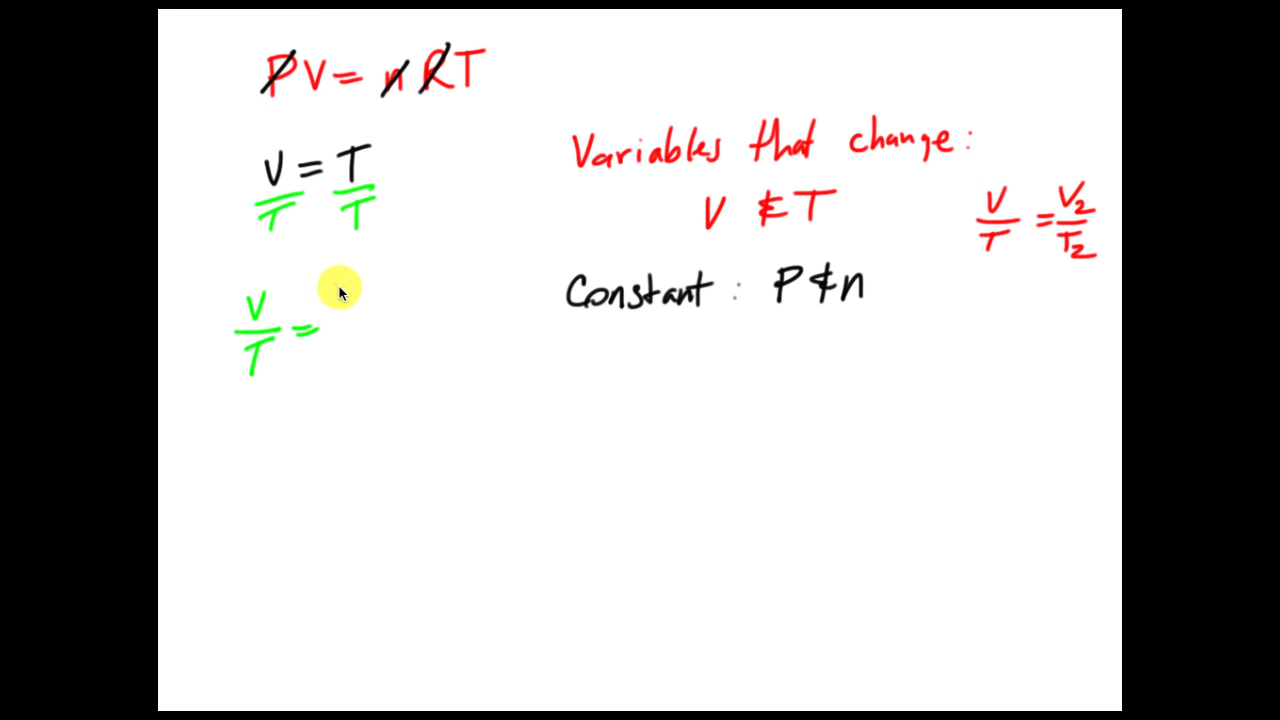 PV = nRT
V = T
T T
V/T =
Variables that change:
V & T
V/T = V₂/T₂
Constant: P & n